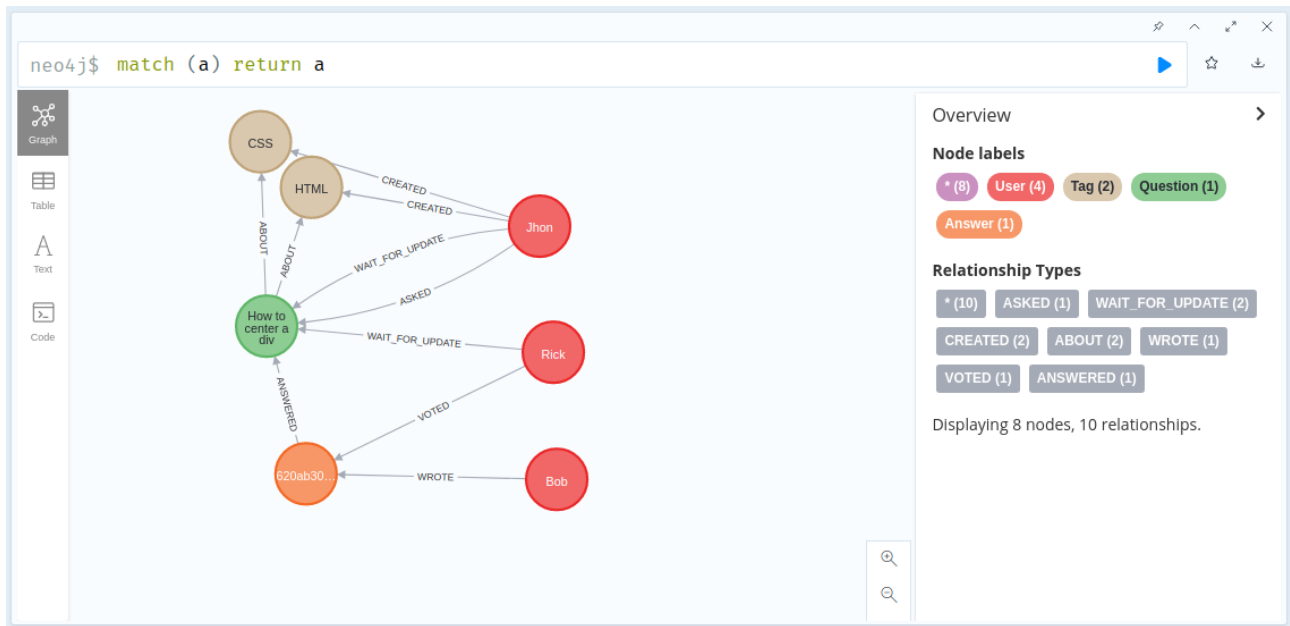 neo4j$ match (a) return a
Graph
Table
Text
Code
CSS
HTML
Jhon
How to
center a
div
Rick
620ab30...
Bob
CREATED
CREATED
ABOUT
ABOUT
WAIT_FOR_UPDATE
ASKED
WAIT_FOR_UPDATE
ANSWERED
VOTED
WROTE
Overview
Node labels
* (8) User (4) Tag (2) Question (1)
Answer (1)
Relationship Types
* (10) ASKED (1) WAIT_FOR_UPDATE (2)
CREATED (2) ABOUT (2) WROTE (1)
VOTED (1) ANSWERED (1)
Displaying 8 nodes, 10 relationships.